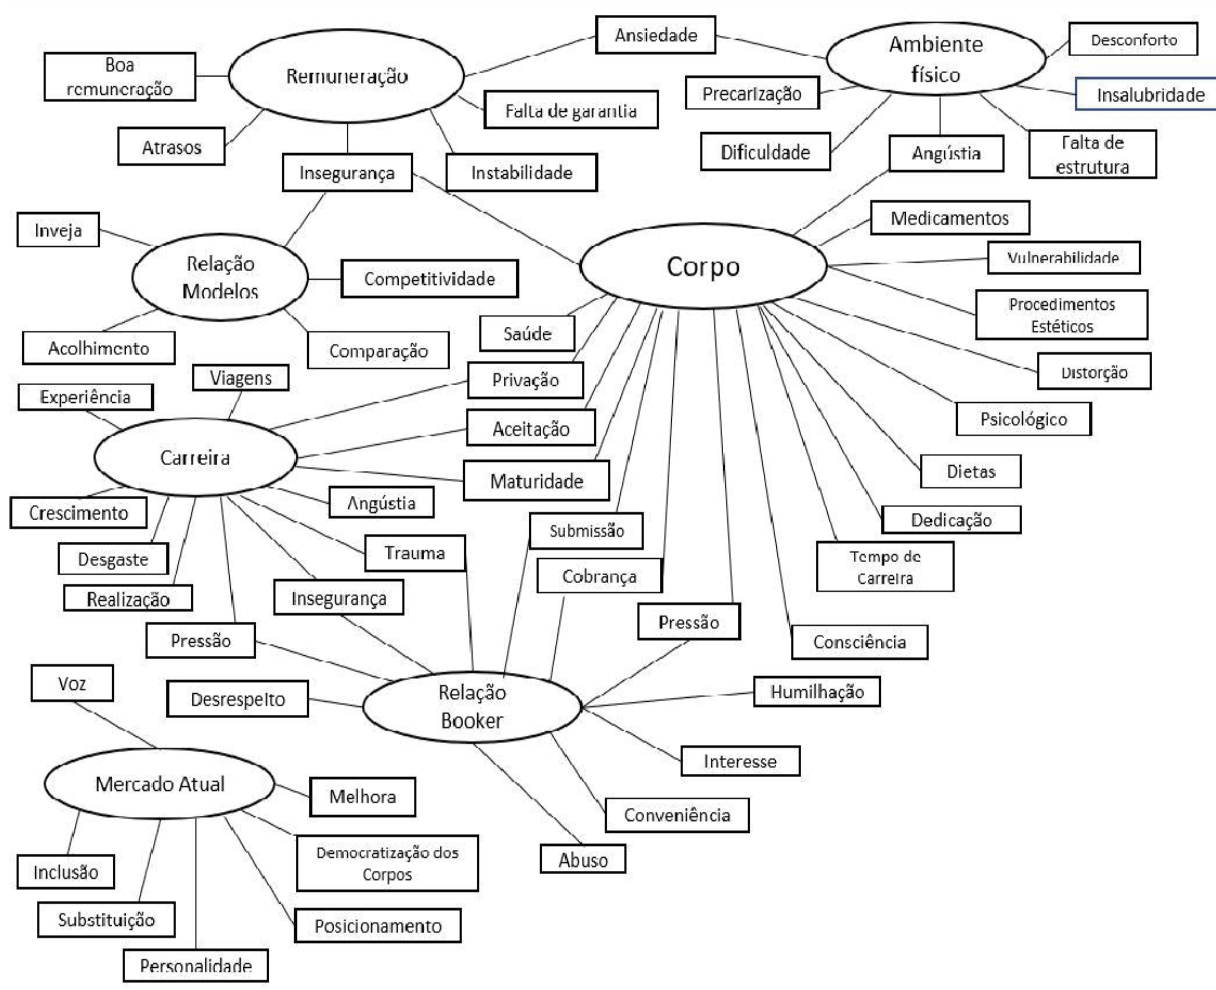 Ansiedade
Ambiente
físico
Desconforto
Boa
remuneração
Remuneração
Precarização
Insalubridade
Falta de garantia
Atrasos
Insegurança
Instabilidade
Dificuldade
Angústia
Falta de
estrutura
Inveja
Relação
Modelos
Competitividade
Corpo
Medicamentos
Vulnerabilidade
Procedimentos
Estéticos
Acolhimento
Comparação
Saúde
Viagens
Privação
Distorção
Experiência
Aceitação
Psicológico
Carreira
Maturidade
Dietas
Crescimento
Angústia
Submissão
Dedicação
Desgaste
Trauma
Cobrança
Tempo de
Carreira
Realização
Insegurança
Pressão
Pressão
Consciência
Voz
Desrespeito
Relação
Booker
Humilhação
Mercado Atual
Melhora
Interesse
Conveniência
Inclusão
Democratização dos
Corpos
Abuso
Substituição
Posicionamento
Personalidade